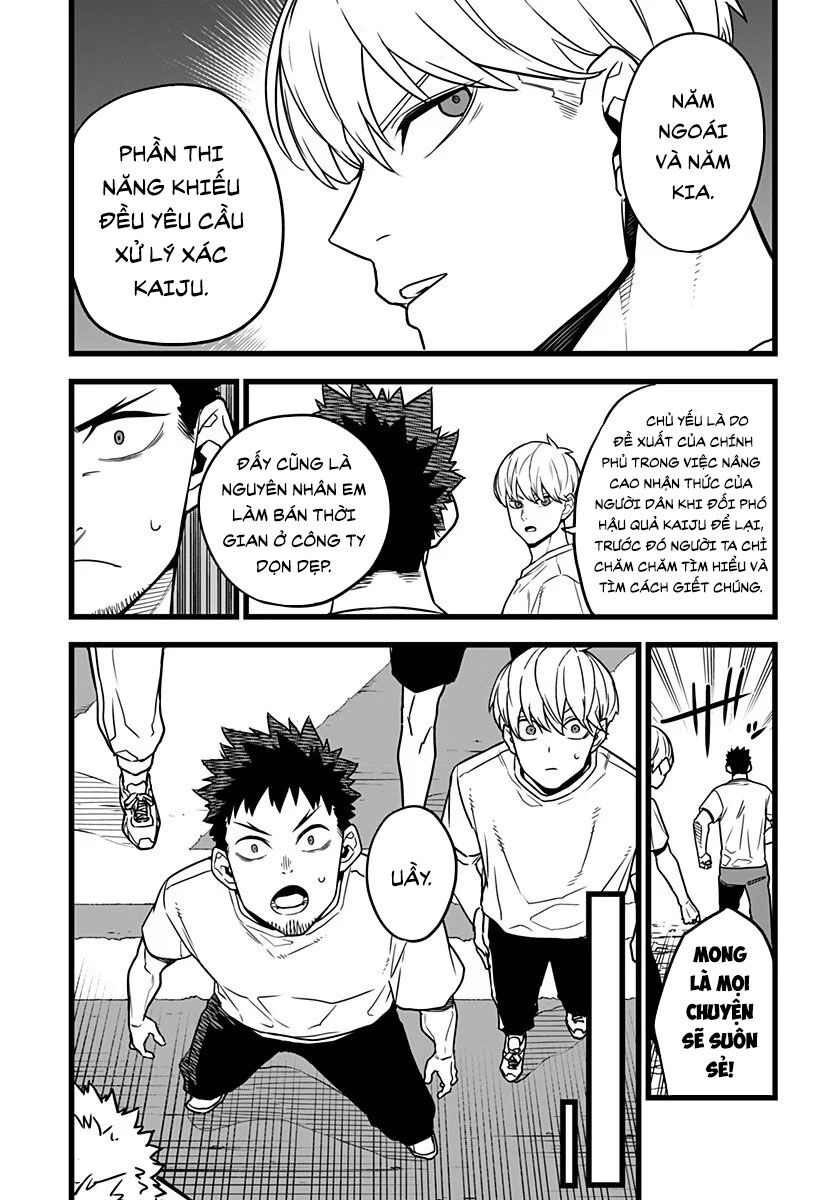 NĂM
NGOÁI
VÀ NĂM
KIA.
PHẦN THI
NĂNG KHIẾU
ĐỀU YÊU CẦU
XỬ LÝ XÁC
KAIJU.
CHỦ YẾU LÀ DO
ĐỀ XUẤT CỦA CHÍNH
PHỦ TRONG VIỆC NÂNG
CAO NHẬN THỨC CỦA
NGƯỜI DÂN KHI ĐỐI PHÓ
HẬU QUẢ KAIJU ĐỂ LẠI,
TRƯỚC ĐÓ NGƯỜI TA CHỈ
CHĂM CHĂM TÌM HIỂU VÀ
TÌM CÁCH GIẾT CHÚNG.
ĐẤY CŨNG LÀ
NGUYÊN NHÂN EM
LÀM BÁN THỜI
GIAN Ở CÔNG TY
DỌN DẸP.
MONG
LÀ MỌI
CHUYỆN
SẼ SUÔN
SẺ!
UẦY.